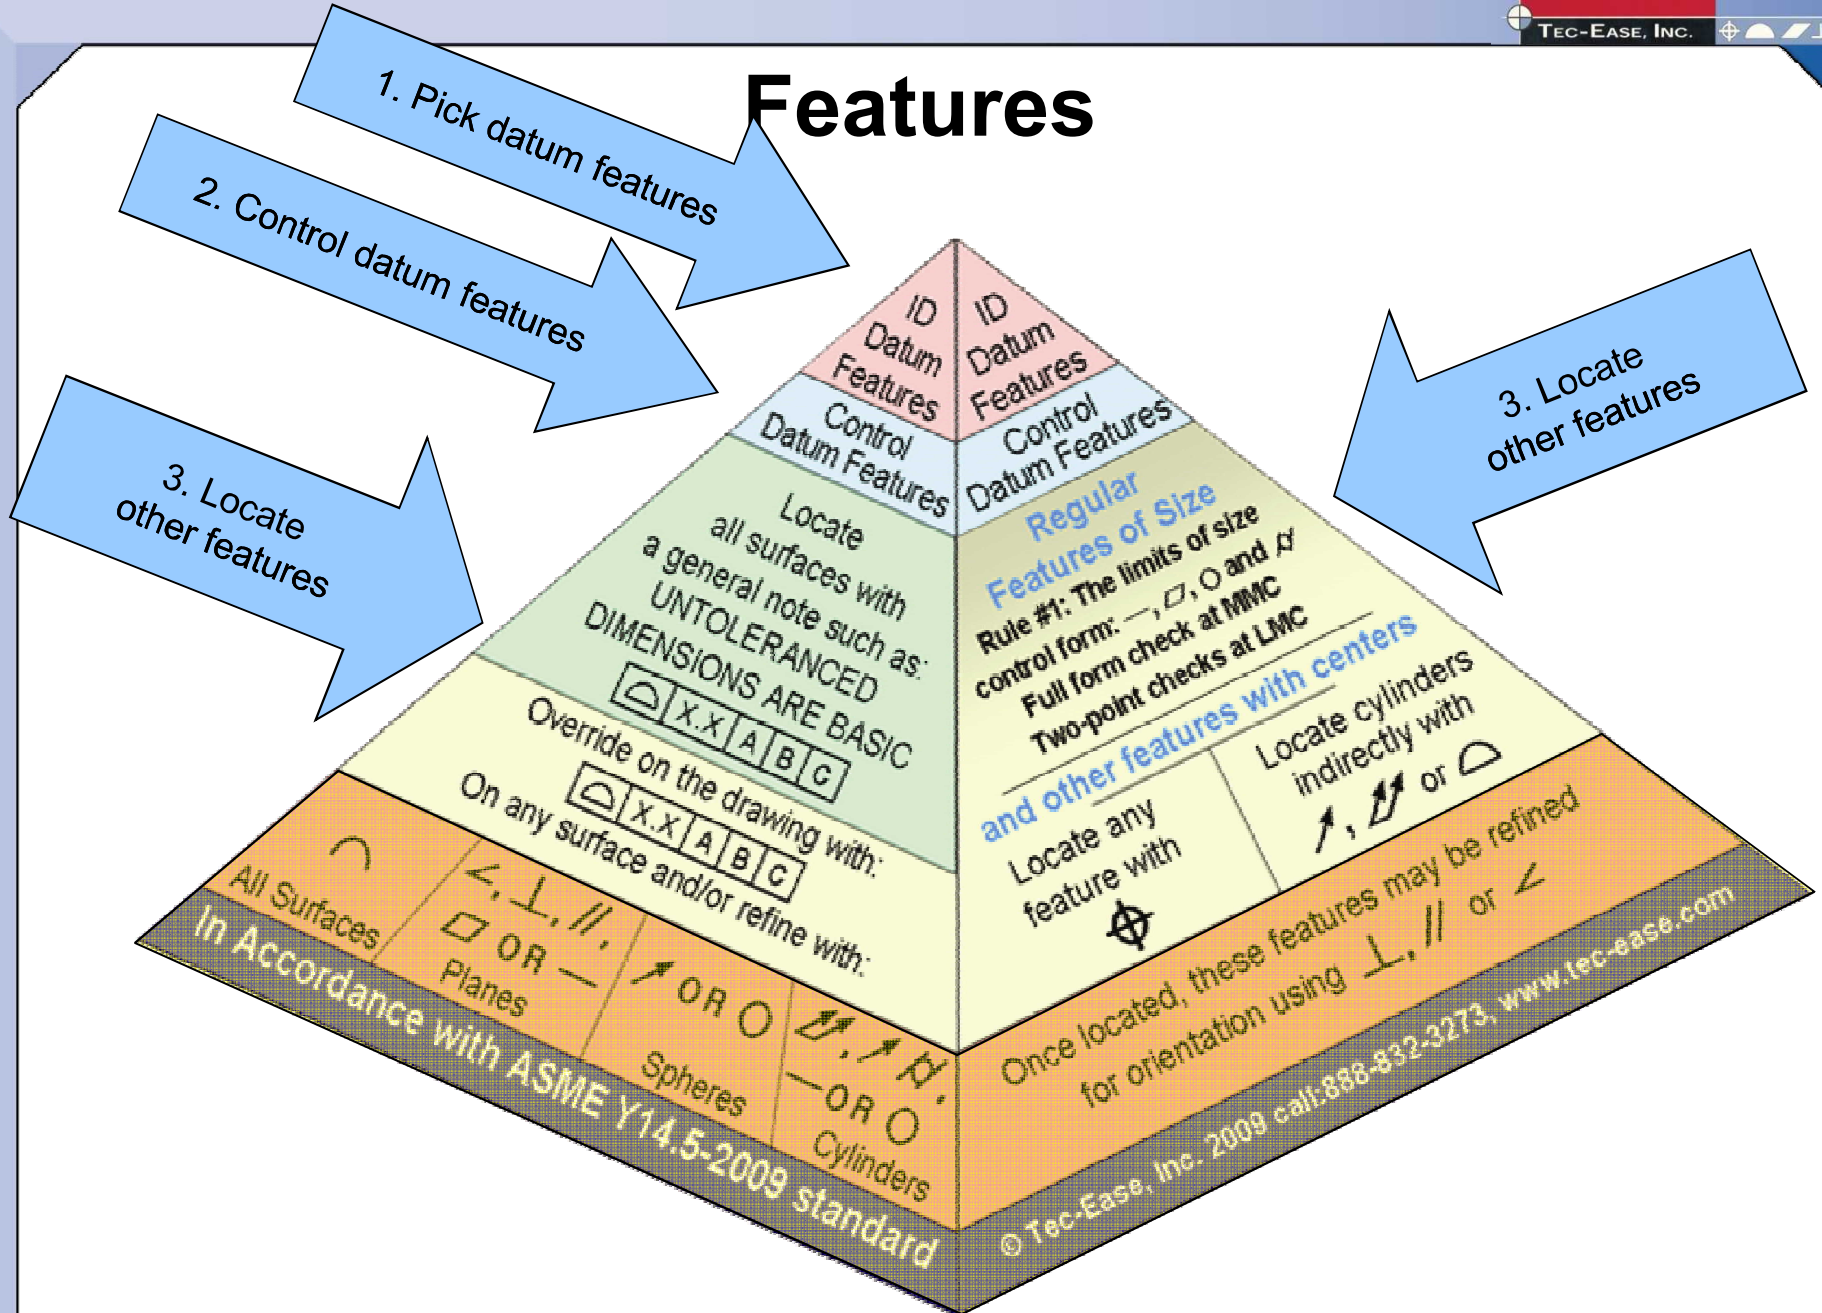 TEC-EASE, INC.
Features
1. Pick datum features
2. Control datum features
3. Locate
other features
3. Locate
other features
ID
Datum
Features
Control
Datum Features
Locate
all surfaces with
a general note such as:
UNTOLERANCED
DIMENSIONS ARE BASIC
⌓ X.X A B C
Override on the drawing with:
⌓ X.X A B C
On any surface and/or refine with:
⌒
All Surfaces
∠, ⊥, //,
⏥ OR —
Planes
↗ OR ○
Spheres
⌰, ↗, ⌭,
— OR ○
Cylinders
In Accordance with ASME Y14.5-2009 standard
ID
Datum
Features
Control
Datum Features
Regular
Features of Size
Rule #1: The limits of size
control form: —, ⏥, ○ and ⌭
Full form check at MMC
Two-point checks at LMC
and other features with centers
Locate any
feature with
⌖
Locate cylinders
indirectly with
↗, ⌰ or ⌓
Once located, these features may be refined
for orientation using ⊥, // or ∠
© Tec-Ease, Inc. 2009 call:888-832-3273, www.tec-ease.com